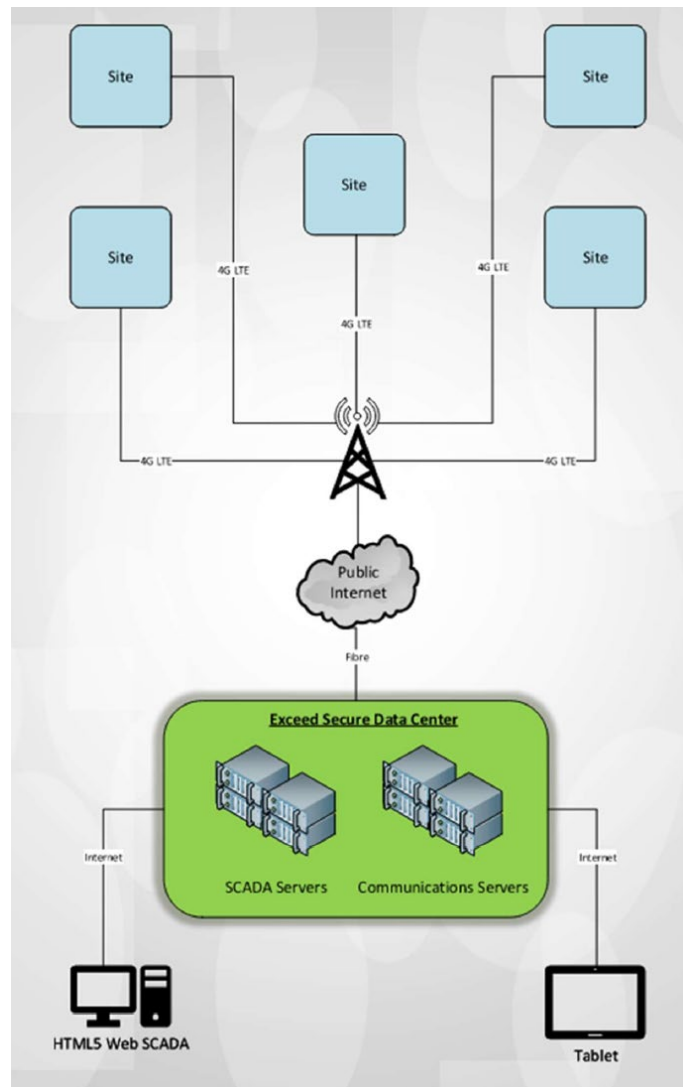 Site
Site
Site
Site
Site
4G LTE
4G LTE
4G LTE
4G LTE
4G LTE
Public
Internet
Fibre
Exceed Secure Data Center
SCADA Servers
Communications Servers
Internet
Internet
HTML5 Web SCADA
Tablet